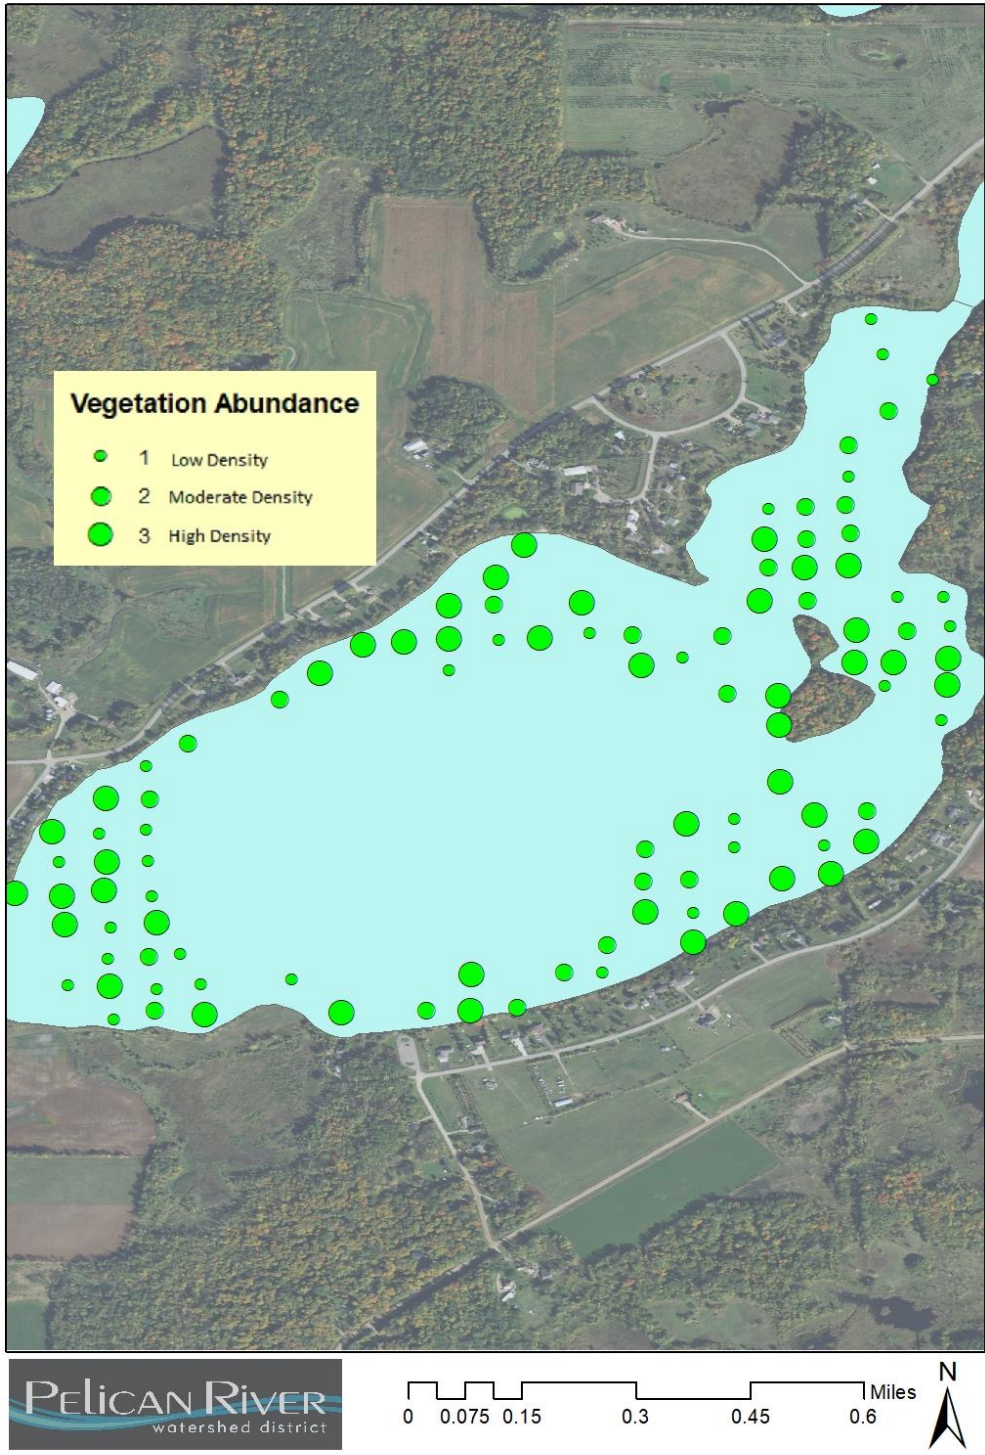 Vegetation Abundance
1 Low Density
2 Moderate Density
3 High Density
PELICAN RIVER
watershed district
N
Miles
0 0.075 0.15 0.3 0.45 0.6